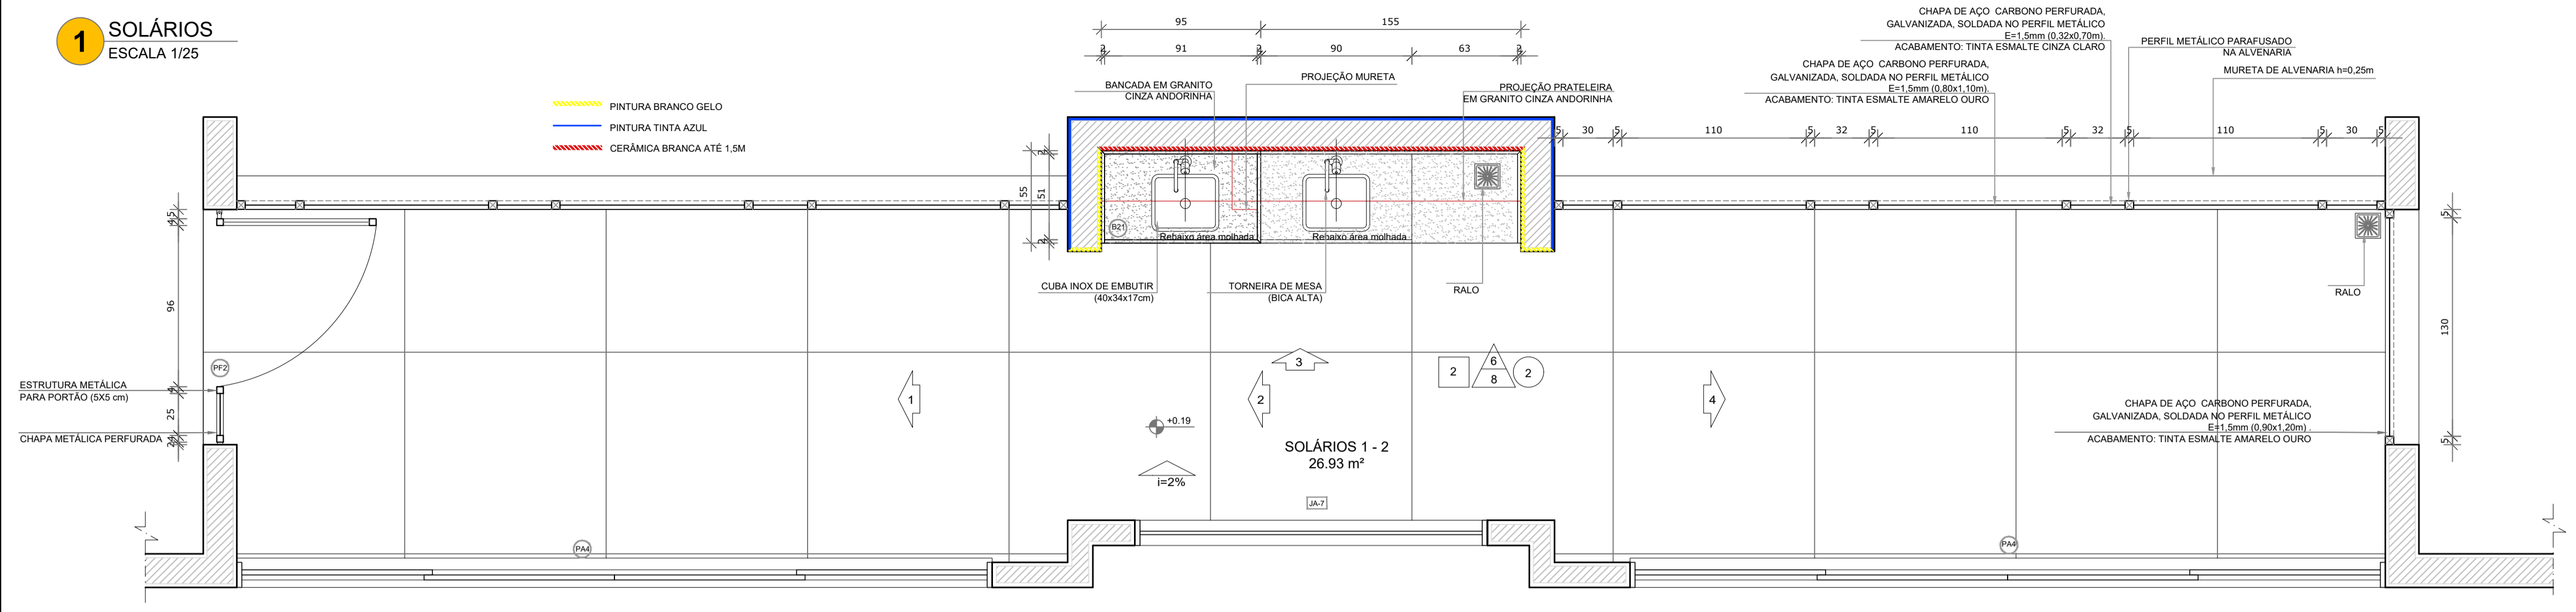 1 SOLÁRIOS
ESCALA 1/25
PINTURA BRANCO GELO
PINTURA TINTA AZUL
CERÂMICA BRANCA ATÉ 1,5M
95 155
2 91 2 90 63 2
BANCADA EM GRANITO
CINZA ANDORINHA
PROJEÇÃO MURETA
PROJEÇÃO PRATELEIRA
EM GRANITO CINZA ANDORINHA
CHAPA DE AÇO CARBONO PERFURADA,
GALVANIZADA, SOLDADA NO PERFIL METÁLICO
E=1,5mm (0,32x0,70m).
ACABAMENTO: TINTA ESMALTE CINZA CLARO
CHAPA DE AÇO CARBONO PERFURADA,
GALVANIZADA, SOLDADA NO PERFIL METÁLICO
E=1,5mm (0,80x1,10m).
ACABAMENTO: TINTA ESMALTE AMARELO OURO.
PERFIL METÁLICO PARAFUSADO
NA ALVENARIA
MURETA DE ALVENARIA h=0,25m
5 30 5 110 5 32 5 110 5 32 5 110 5 30 5
2
55 51
2
B21
Rebaixo área molhada
Rebaixo área molhada
CUBA INOX DE EMBUTIR
(40x34x17cm)
TORNEIRA DE MESA
(BICA ALTA)
RALO
RALO
5
96
25
PF2
ESTRUTURA METÁLICA
PARA PORTÃO (5X5 cm)
CHAPA METÁLICA PERFURADA
1
2
3
4
2
6
8
2
+0.19
SOLÁRIOS 1 - 2
26.93 m²
i=2%
JA-7
PA4
PA4
5
130
5
CHAPA DE AÇO CARBONO PERFURADA,
GALVANIZADA, SOLDADA NO PERFIL METÁLICO
E=1,5mm (0,90x1,20m) .
ACABAMENTO: TINTA ESMALTE AMARELO OURO